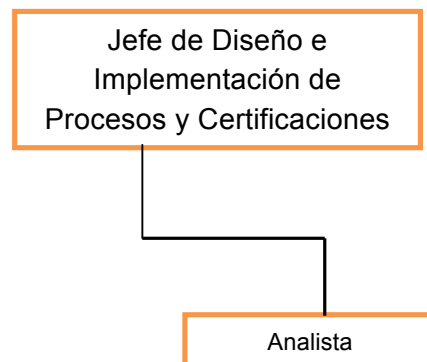 Jefe de Diseño e
Implementación de
Procesos y Certificaciones
Analista